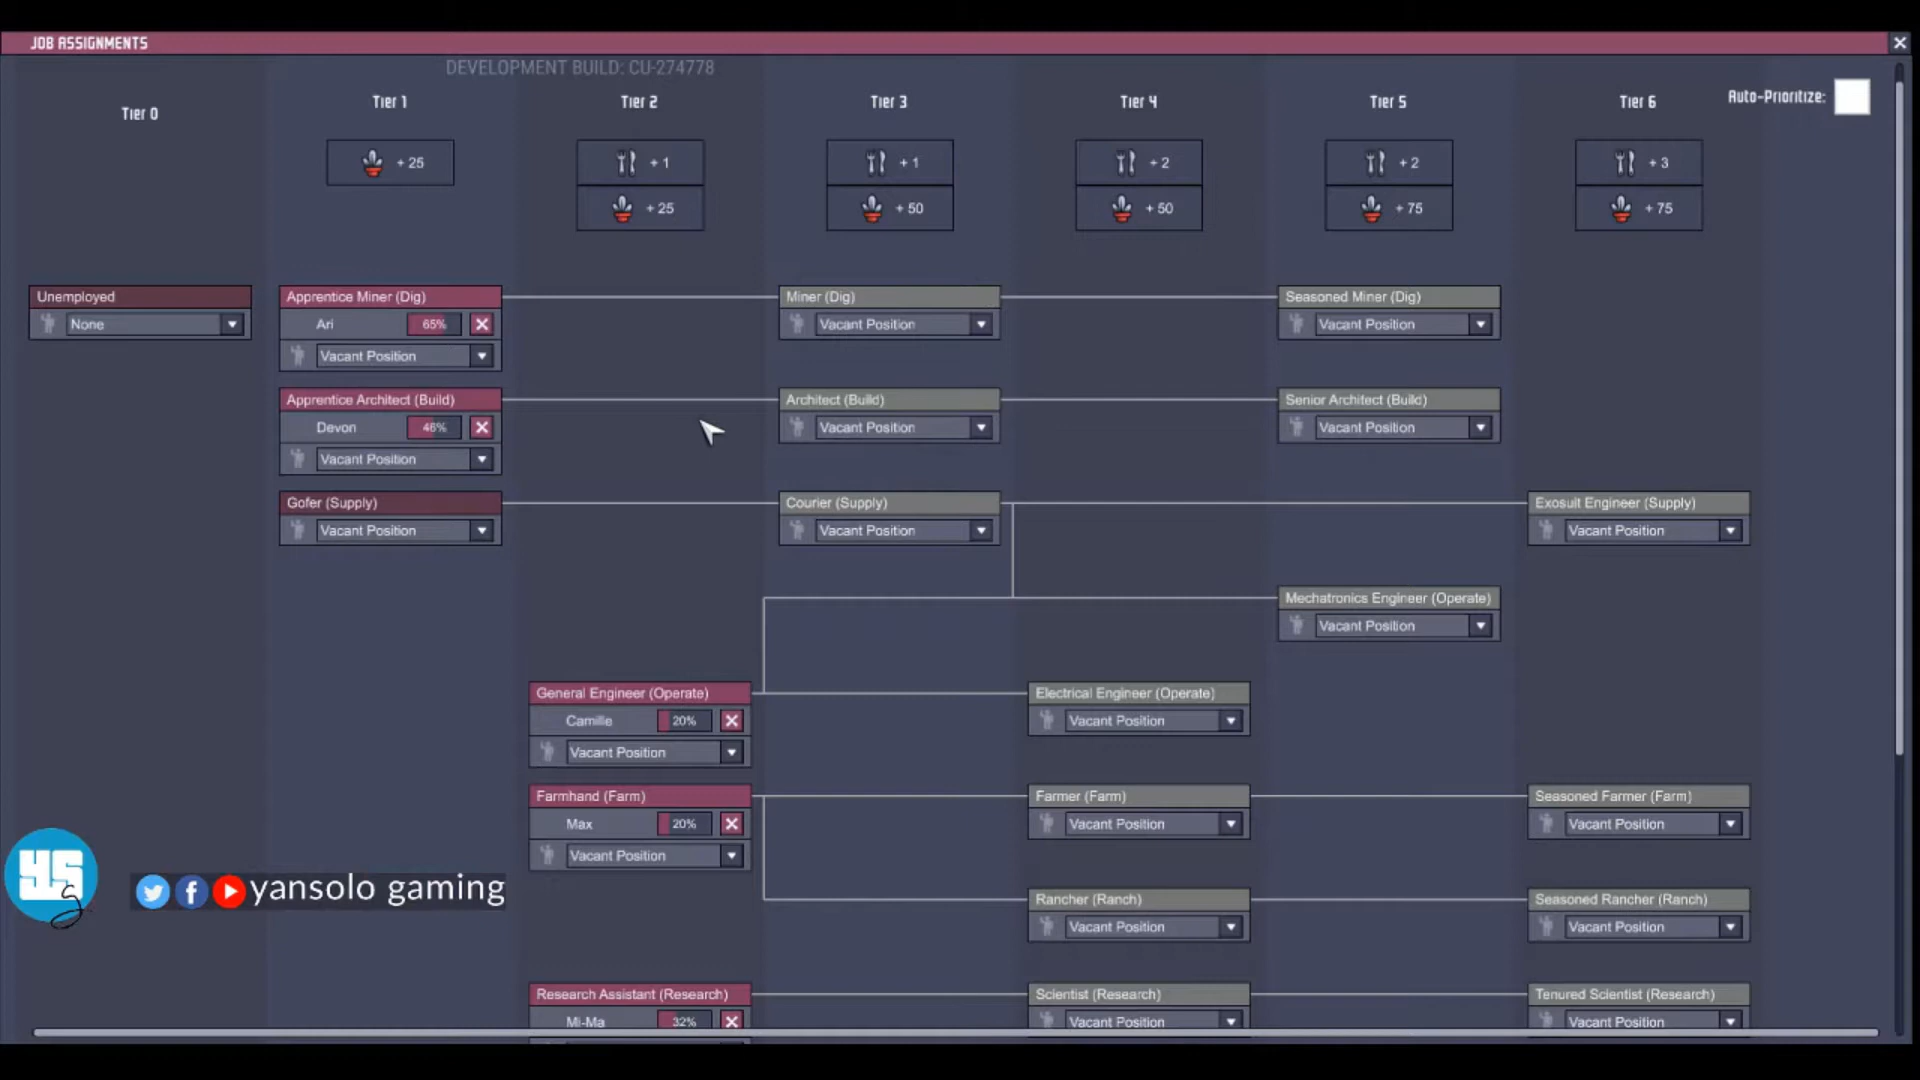 JOB ASSIGNMENTS
DEVELOPMENT BUILD: CU-274778
Tier 0
Tier 1
Tier 2
Tier 3
Tier 4
Tier 5
Tier 6
Auto-Prioritize:
+ 25
+ 1
+ 1
+ 2
+ 2
+ 3
+ 25
+ 50
+ 50
+ 75
+ 75
Unemployed
None
Apprentice Miner (Dig)
Ari 65%
Vacant Position
Miner (Dig)
Vacant Position
Seasoned Miner (Dig)
Vacant Position
Apprentice Architect (Build)
Devon 46%
Vacant Position
Architect (Build)
Vacant Position
Senior Architect (Build)
Vacant Position
Gofer (Supply)
Vacant Position
Courier (Supply)
Vacant Position
Exosuit Engineer (Supply)
Vacant Position
Mechatronics Engineer (Operate)
Vacant Position
General Engineer (Operate)
Camille 20%
Vacant Position
Electrical Engineer (Operate)
Vacant Position
Farmhand (Farm)
Max 20%
Vacant Position
Farmer (Farm)
Vacant Position
Seasoned Farmer (Farm)
Vacant Position
Rancher (Ranch)
Vacant Position
Seasoned Rancher (Ranch)
Vacant Position
YSg
yansolo gaming
Research Assistant (Research)
Mi-Ma 32%
Scientist (Research)
Vacant Position
Tenured Scientist (Research)
Vacant Position